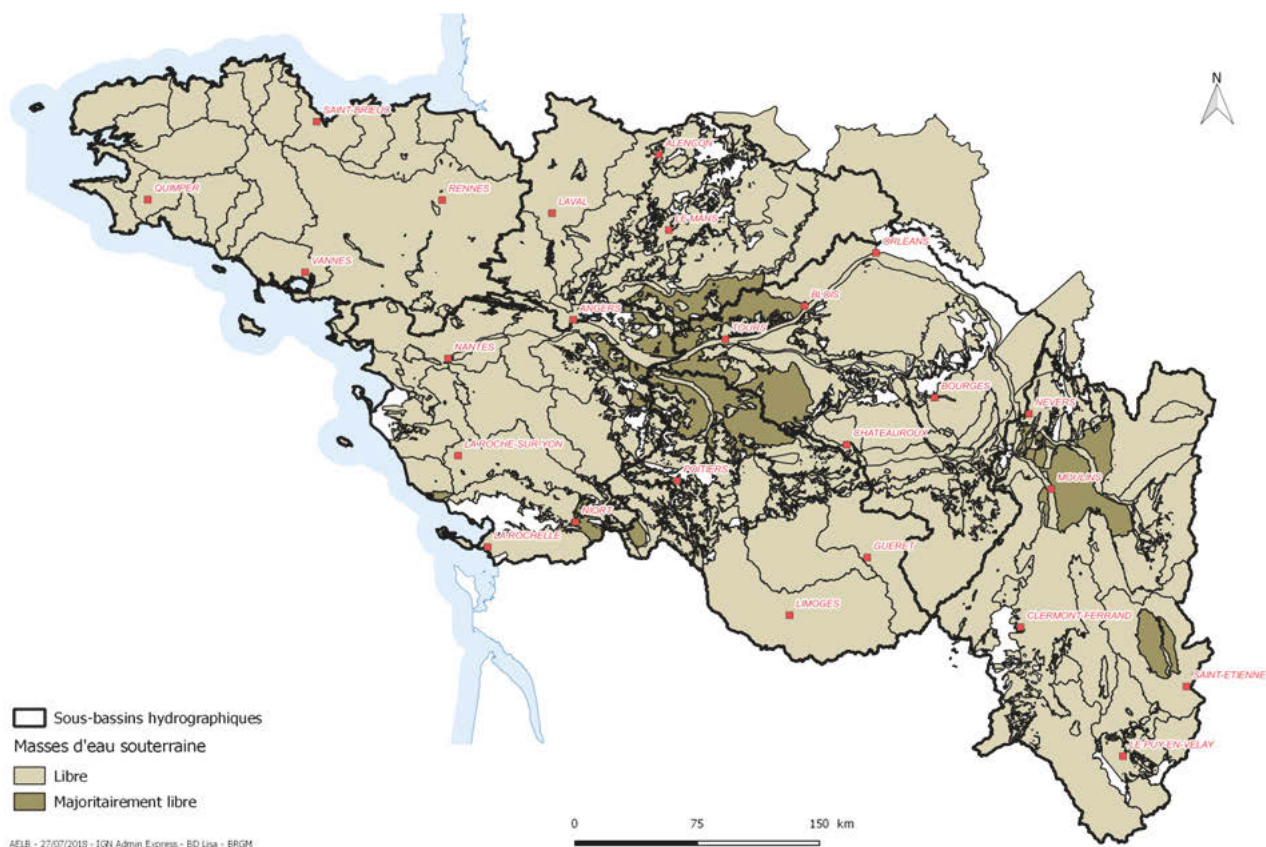 N
SAINT-BRIEUX
ALENÇON
QUIMPER
RENNES
LAVAL
LE MANS
ORLEANS
VANNES
BLOIS
ANGERS
TOURS
NANTES
BOURGES
NEVERS
CHATEAUROUX
LA ROCHE-SUR-YON
POITIERS
MOULINS
NIORT
LA ROCHELLE
GUERET
LIMOGES
CLERMONT-FERRAND
SAINT-ETIENNE
LE PUY-EN-VELAY
Sous-bassins hydrographiques
Masses d'eau souterraine
Libre
Majoritairement libre
0 75 150 km
AELB - 27/07/2018 - IGN Admin Express - BD Lisa - BRGM